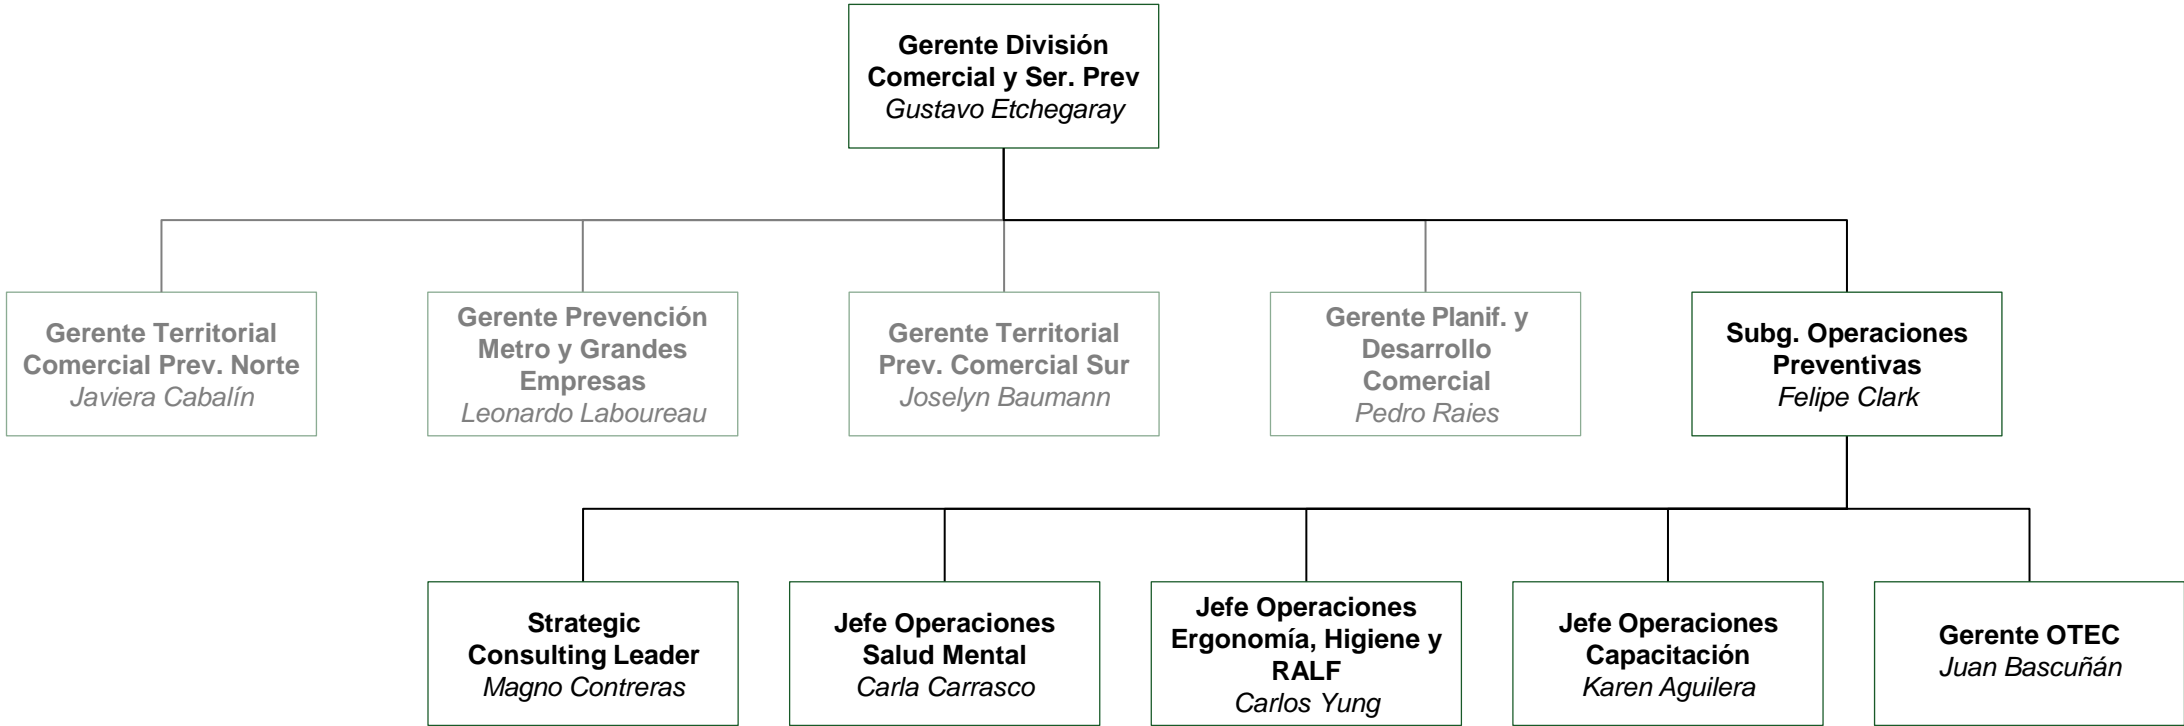 Gerente División
Comercial y Ser. Prev
Gustavo Etchegaray
Gerente Territorial
Comercial Prev. Norte
Javiera Cabalín
Gerente Prevención
Metro y Grandes
Empresas
Leonardo Laboureau
Gerente Territorial
Prev. Comercial Sur
Joselyn Baumann
Gerente Planif. y
Desarrollo
Comercial
Pedro Raies
Subg. Operaciones
Preventivas
Felipe Clark
Strategic
Consulting Leader
Magno Contreras
Jefe Operaciones
Salud Mental
Carla Carrasco
Jefe Operaciones
Ergonomía, Higiene y
RALF
Carlos Yung
Jefe Operaciones
Capacitación
Karen Aguilera
Gerente OTEC
Juan Bascuñán